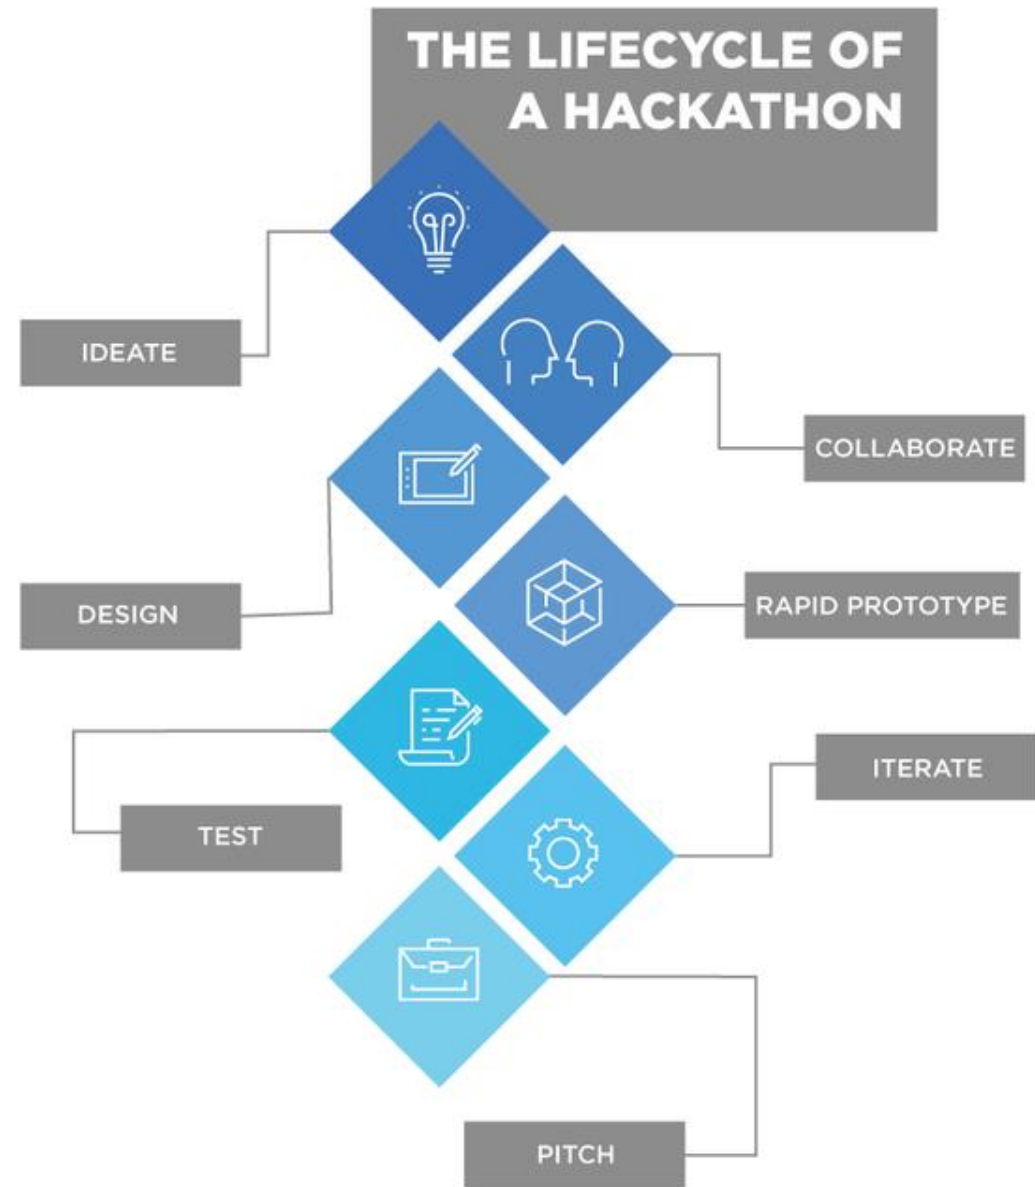 THE LIFECYCLE OF
A HACKATHON
IDEATE
COLLABORATE
DESIGN
RAPID PROTOTYPE
TEST
ITERATE
PITCH